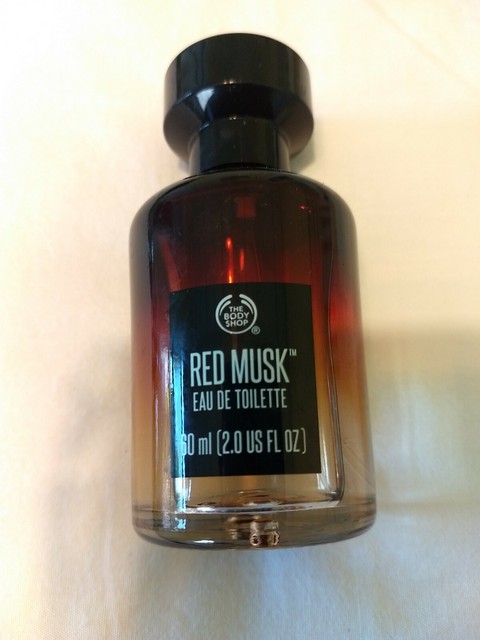 THE
BODY
SHOP®
RED MUSK™
EAU DE TOILETTE
60 ml (2.0 US FL OZ)